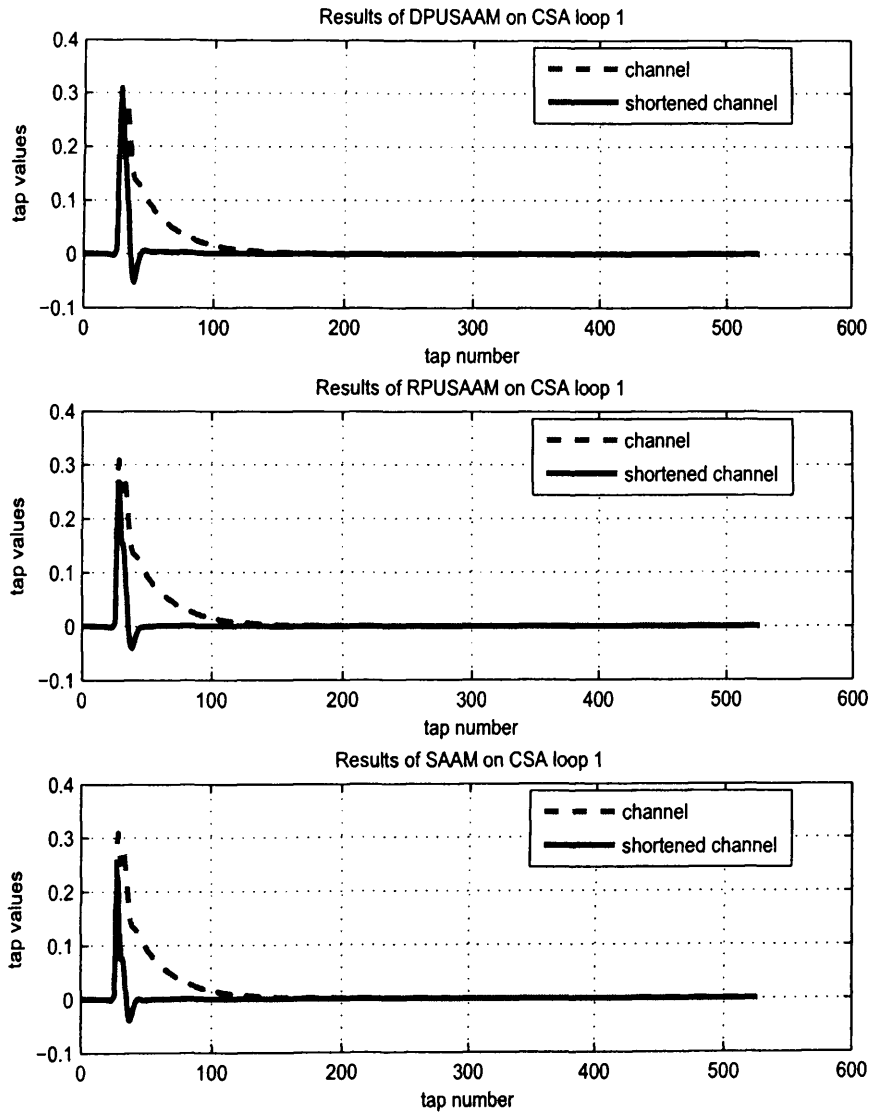 Results of DPUSAAM on CSA loop 1
0.4
0.3
0.2
0.1
0
−0.1
tap values
channel
shortened channel
0 100 200 300 400 500 600
tap number
Results of RPUSAAM on CSA loop 1
0.4
0.3
0.2
0.1
0
−0.1
tap values
channel
shortened channel
0 100 200 300 400 500 600
tap number
Results of SAAM on CSA loop 1
0.4
0.3
0.2
0.1
0
−0.1
tap values
channel
shortened channel
0 100 200 300 400 500 600
tap number